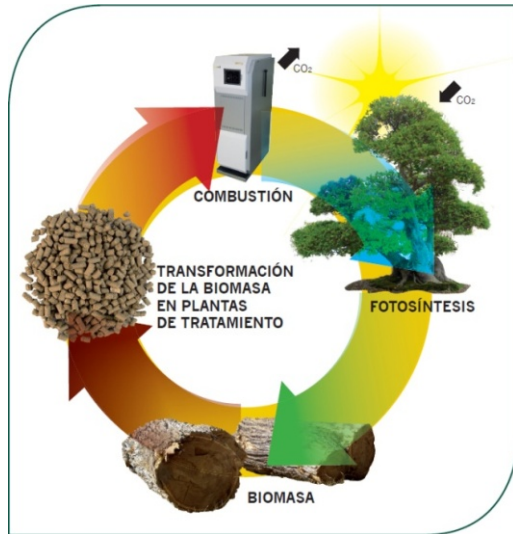 CO₂
CO₂
COMBUSTIÓN
FOTOSÍNTESIS
TRANSFORMACIÓN
DE LA BIOMASA
EN PLANTAS
DE TRATAMIENTO
BIOMASA